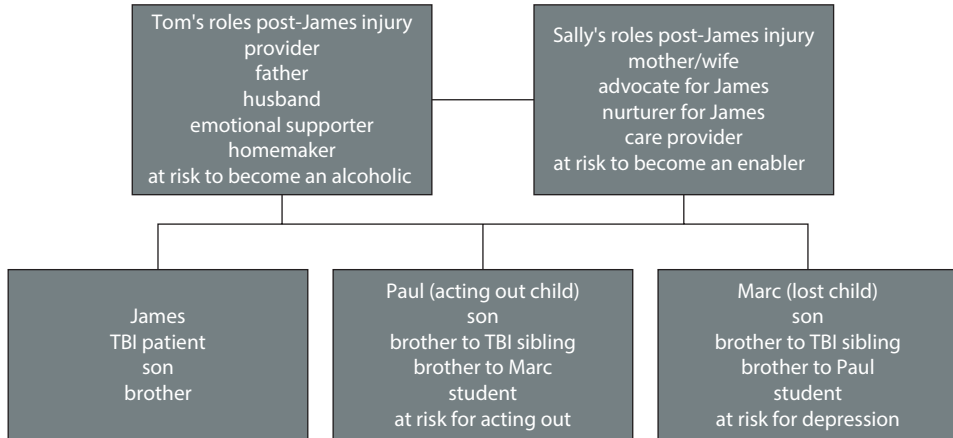 Tom's roles post-James injury
provider
father
husband
emotional supporter
homemaker
at risk to become an alcoholic
Sally's roles post-James injury
mother/wife
advocate for James
nurturer for James
care provider
at risk to become an enabler
James
TBI patient
son
brother
Paul (acting out child)
son
brother to TBI sibling
brother to Marc
student
at risk for acting out
Marc (lost child)
son
brother to TBI sibling
brother to Paul
student
at risk for depression